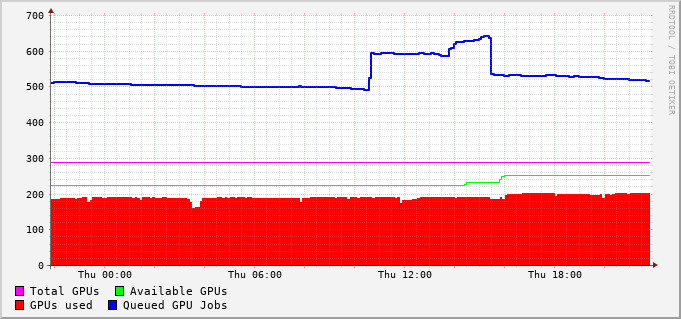 700
600
500
400
300
200
100
0
Thu 00:00 Thu 06:00 Thu 12:00 Thu 18:00
Total GPUs Available GPUs
GPUs used Queued GPU Jobs
RRDTOOL / TOBI OETIKER